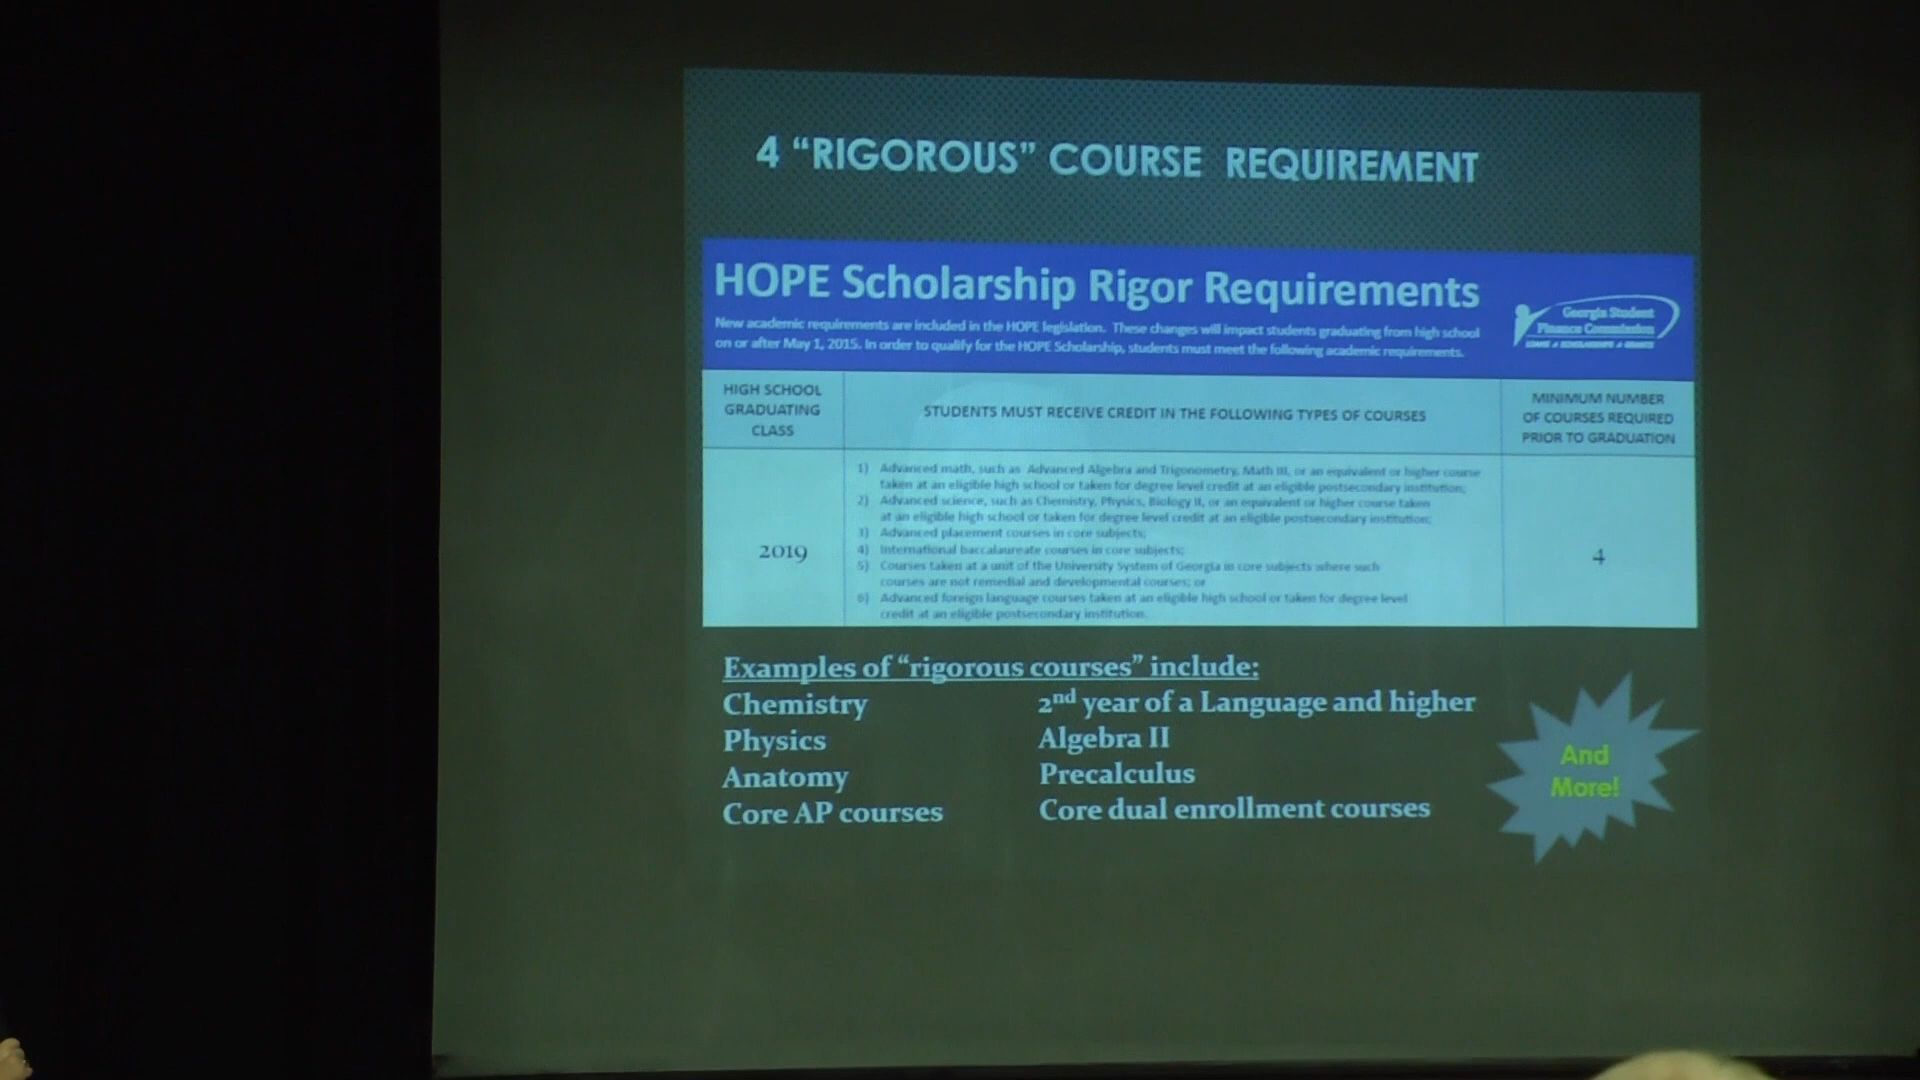 4 “RIGOROUS” COURSE REQUIREMENT
HOPE Scholarship Rigor Requirements
New academic requirements are included in the HOPE legislation. These changes will impact students graduating from high school
on or after May 1, 2015. In order to qualify for the HOPE Scholarship, students must meet the following academic requirements.
Georgia Student
Finance Commission
LOANS SCHOLARSHIPS GRANTS
HIGH SCHOOL
GRADUATING
CLASS
STUDENTS MUST RECEIVE CREDIT IN THE FOLLOWING TYPES OF COURSES
MINIMUM NUMBER
OF COURSES REQUIRED
PRIOR TO GRADUATION
2019
1) Advanced math, such as Advanced Algebra and Trigonometry, Math III, or an equivalent or higher course
taken at an eligible high school or taken for degree level credit at an eligible postsecondary institution;
2) Advanced science, such as Chemistry, Physics, Biology II, or an equivalent or higher course taken
at an eligible high school or taken for degree level credit at an eligible postsecondary institution;
3) Advanced placement courses in core subjects;
4) International baccalaureate courses in core subjects;
5) Courses taken at a unit of the University System of Georgia in core subjects where such
courses are not remedial and developmental courses; or
6) Advanced foreign language courses taken at an eligible high school or taken for degree level
credit at an eligible postsecondary institution.
4
Examples of “rigorous courses” include:
Chemistry
Physics
Anatomy
Core AP courses
2nd year of a Language and higher
Algebra II
Precalculus
Core dual enrollment courses
And
More!